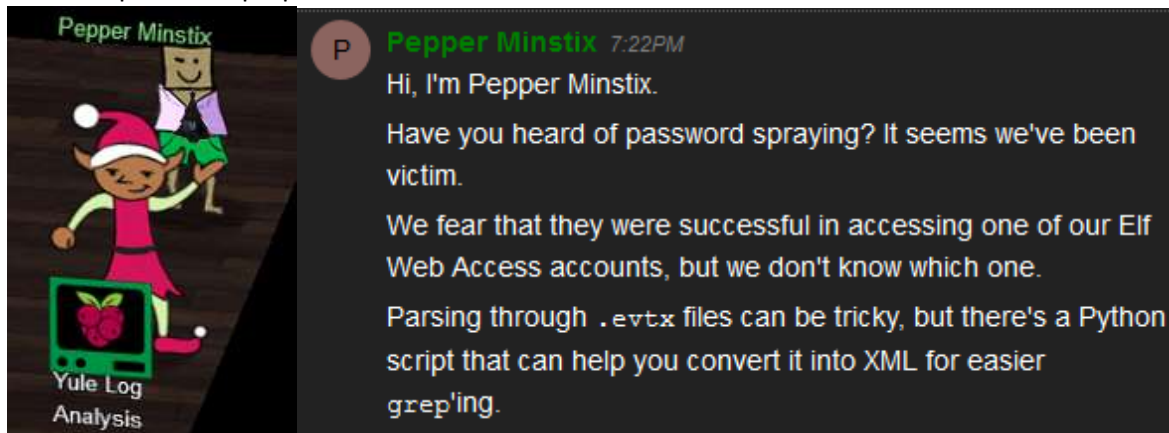 Pepper Minstix
Yule Log
Analysis
P
Pepper Minstix 7:22PM
Hi, I'm Pepper Minstix.
Have you heard of password spraying? It seems we've been
victim.
We fear that they were successful in accessing one of our Elf
Web Access accounts, but we don't know which one.
Parsing through .evtx files can be tricky, but there's a Python
script that can help you convert it into XML for easier
grep'ing.